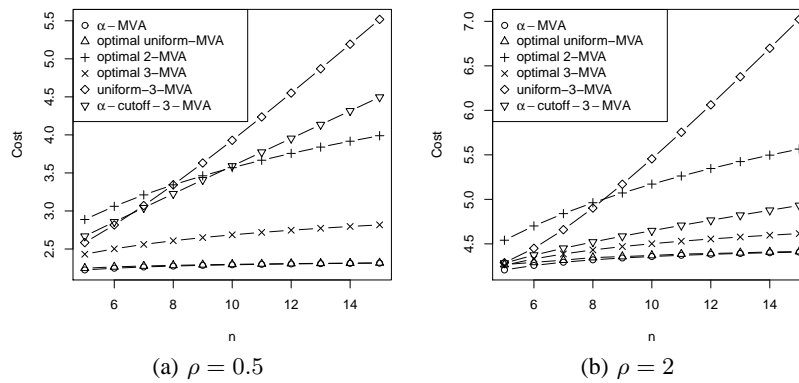 α−MVA
optimal uniform−MVA
optimal 2−MVA
optimal 3−MVA
uniform−3−MVA
α−cutoff−3−MVA
Cost
5.5
5.0
4.5
4.0
3.5
3.0
2.5
6 8 10 12 14
n
(a) ρ = 0.5
α−MVA
optimal uniform−MVA
optimal 2−MVA
optimal 3−MVA
uniform−3−MVA
α−cutoff−3−MVA
Cost
7.0
6.5
6.0
5.5
5.0
4.5
6 8 10 12 14
n
(b) ρ = 2